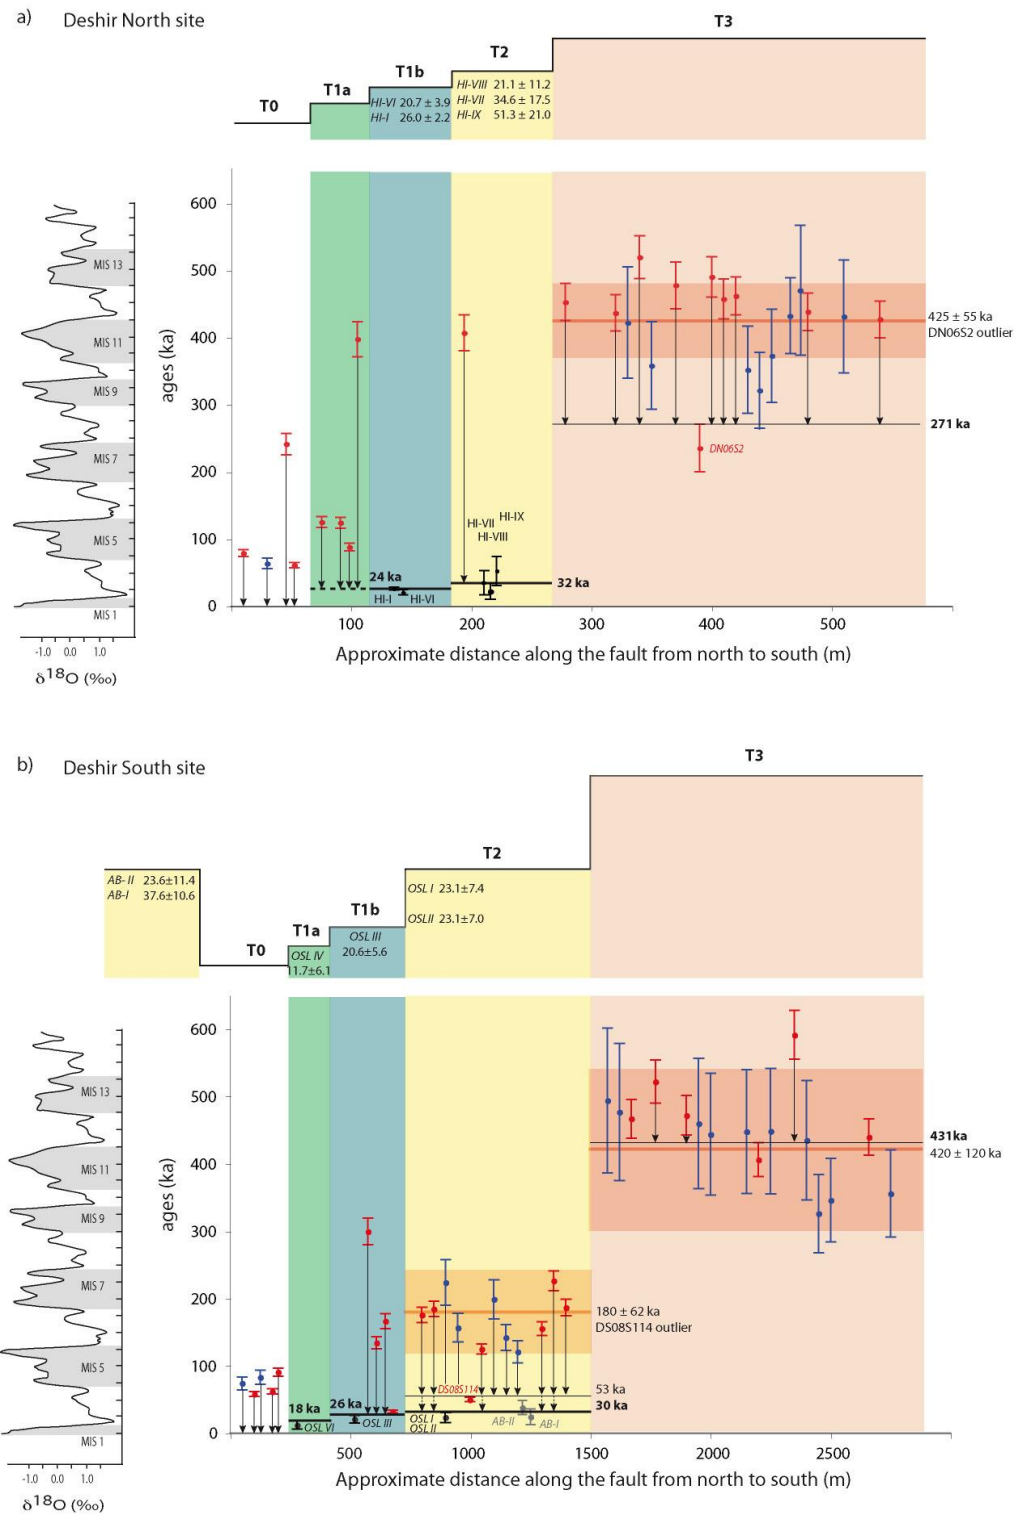 a) Deshir North site
T3
T2
T1b
T1a
T0
HI-VI 20.7 ± 3.9
HI-I 26.0 ± 2.2
HI-VIII 21.1 ± 11.2
HI-VII 34.6 ± 17.5
HI-IX 51.3 ± 21.0
600
500
400
300
200
100
0
ages (ka)
MIS 13
MIS 11
MIS 9
MIS 7
MIS 5
MIS 1
-1.0 0.0 1.0
δ18O (‰)
425 ± 55 ka
DN06S2 outlier
271 ka
DN06S2
HI-IX
HI-VII
HI-VIII
24 ka
32 ka
HI-I HI-VI
100 200 300 400 500
Approximate distance along the fault from north to south (m)
b) Deshir South site
T3
T2
T1b
T1a
T0
AB- II 23.6±11.4
AB-I 37.6±10.6
OSL I 23.1±7.4
OSLII 23.1±7.0
OSL III
20.6±5.6
OSL IV
11.7±6.1
600
500
400
300
200
100
0
ages (ka)
MIS 13
MIS 11
MIS 9
MIS 7
MIS 5
MIS 1
-1.0 0.0 1.0
δ18O (‰)
431ka
420 ± 120 ka
180 ± 62 ka
DS08S114 outlier
DS08S114
53 ka
30 ka
18 ka
26 ka
OSL VI
OSL III
OSL I
OSL II
AB-II
AB-I
500 1000 1500 2000 2500
Approximate distance along the fault from north to south (m)